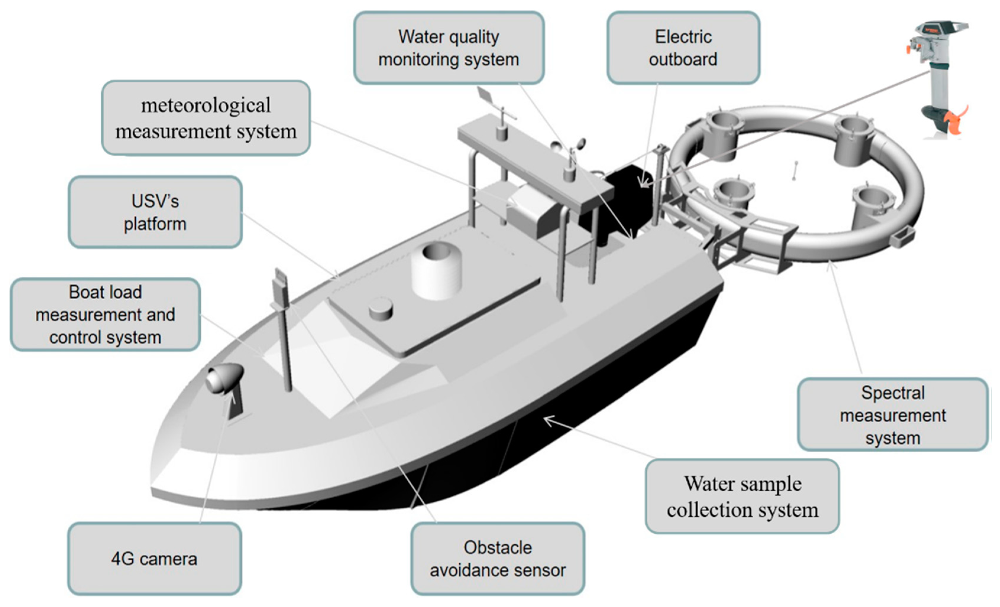 Water quality
monitoring system
Electric
outboard
meteorological
measurement system
USV’s
platform
Boat load
measurement and
control system
Spectral
measurement
system
Water sample
collection system
4G camera
Obstacle
avoidance sensor